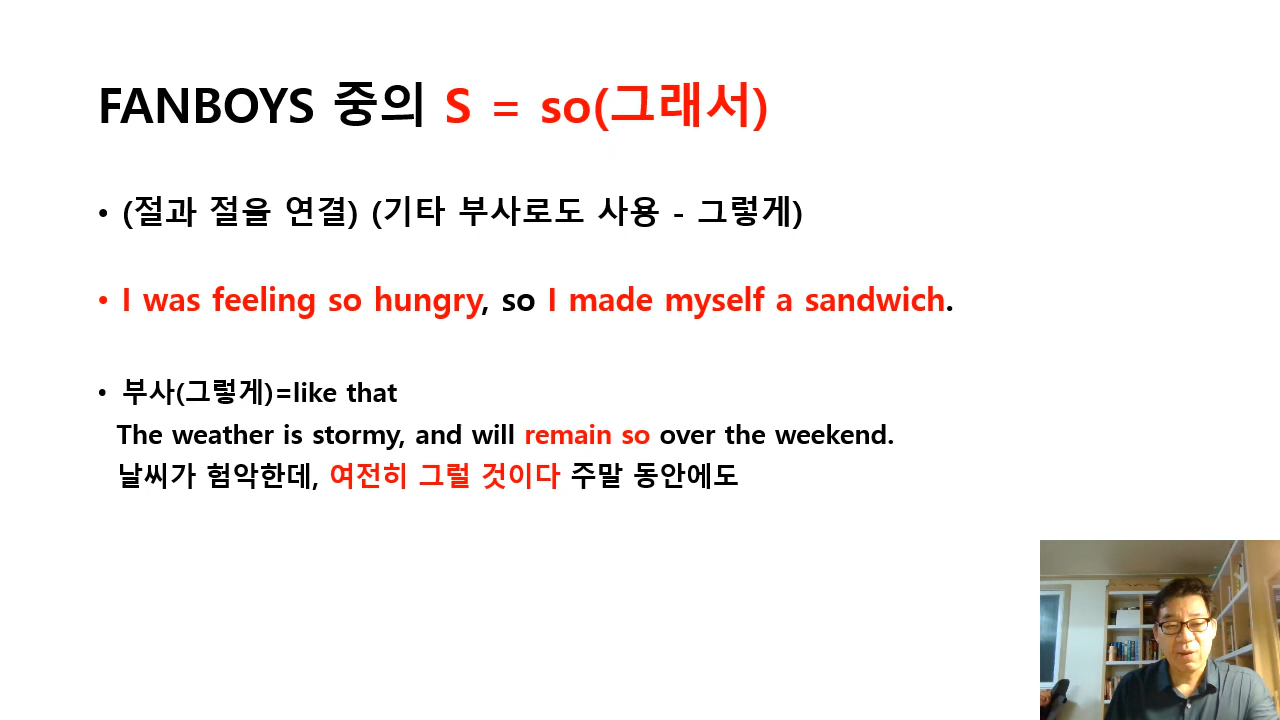 FANBOYS 중의 S = so(그래서)
• (절과 절을 연결) (기타 부사로도 사용 - 그렇게)
• I was feeling so hungry, so I made myself a sandwich.
• 부사(그렇게)=like that
The weather is stormy, and will remain so over the weekend.
날씨가 험악한데, 여전히 그럴 것이다 주말 동안에도